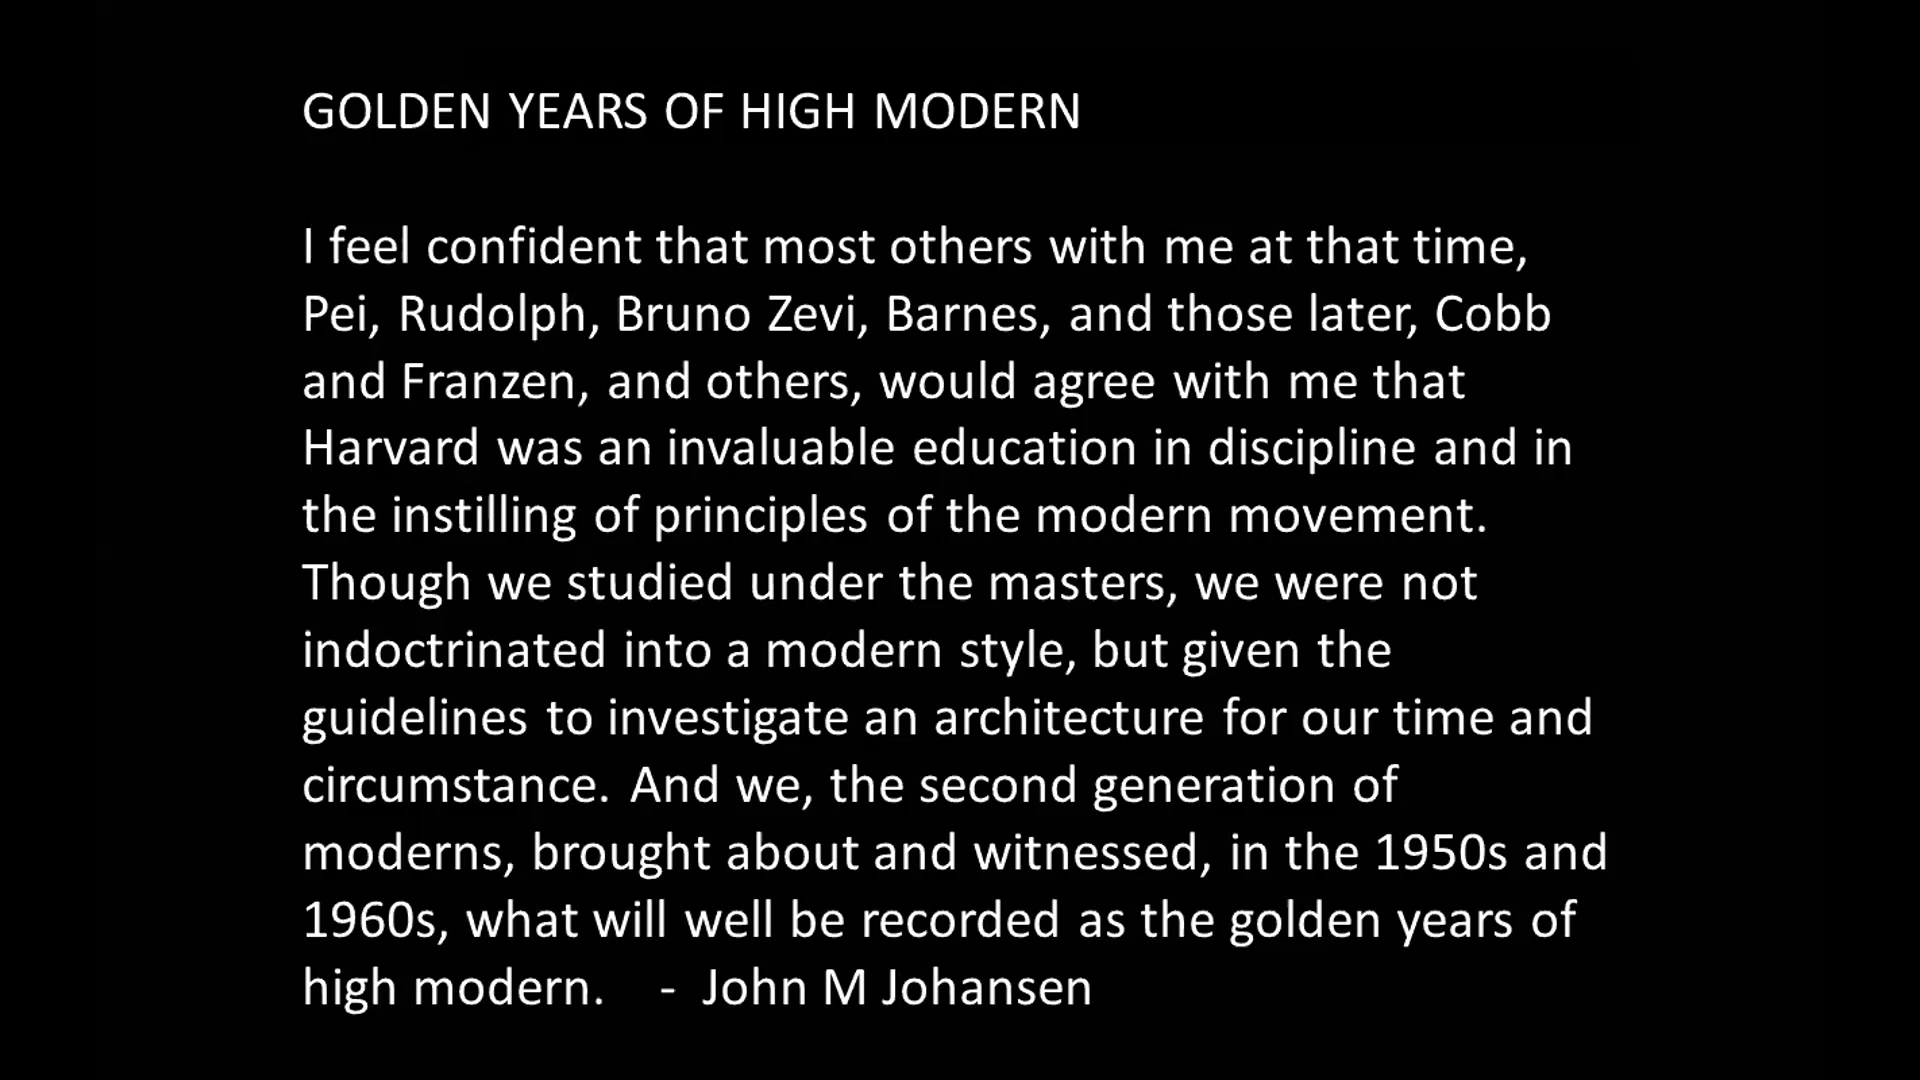 GOLDEN YEARS OF HIGH MODERN
I feel confident that most others with me at that time,
Pei, Rudolph, Bruno Zevi, Barnes, and those later, Cobb
and Franzen, and others, would agree with me that
Harvard was an invaluable education in discipline and in
the instilling of principles of the modern movement.
Though we studied under the masters, we were not
indoctrinated into a modern style, but given the
guidelines to investigate an architecture for our time and
circumstance. And we, the second generation of
moderns, brought about and witnessed, in the 1950s and
1960s, what will well be recorded as the golden years of
high modern. - John M Johansen